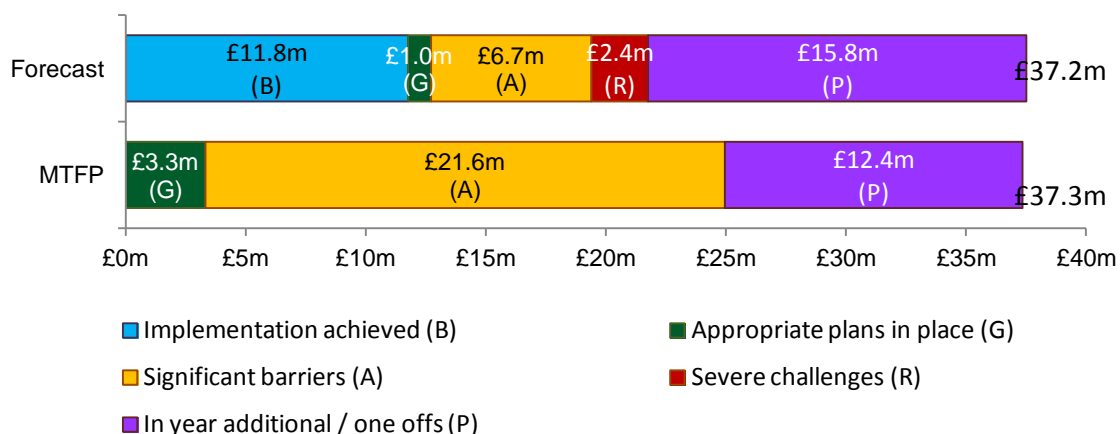 Forecast
£11.8m
(B)
£1.0m
(G)
£6.7m
(A)
£2.4m
(R)
£15.8m
(P)
£37.2m
MTFP
£3.3m
(G)
£21.6m
(A)
£12.4m
(P)
£37.3m
£0m £5m £10m £15m £20m £25m £30m £35m £40m
Implementation achieved (B) Appropriate plans in place (G)
Significant barriers (A) Severe challenges (R)
In year additional / one offs (P)